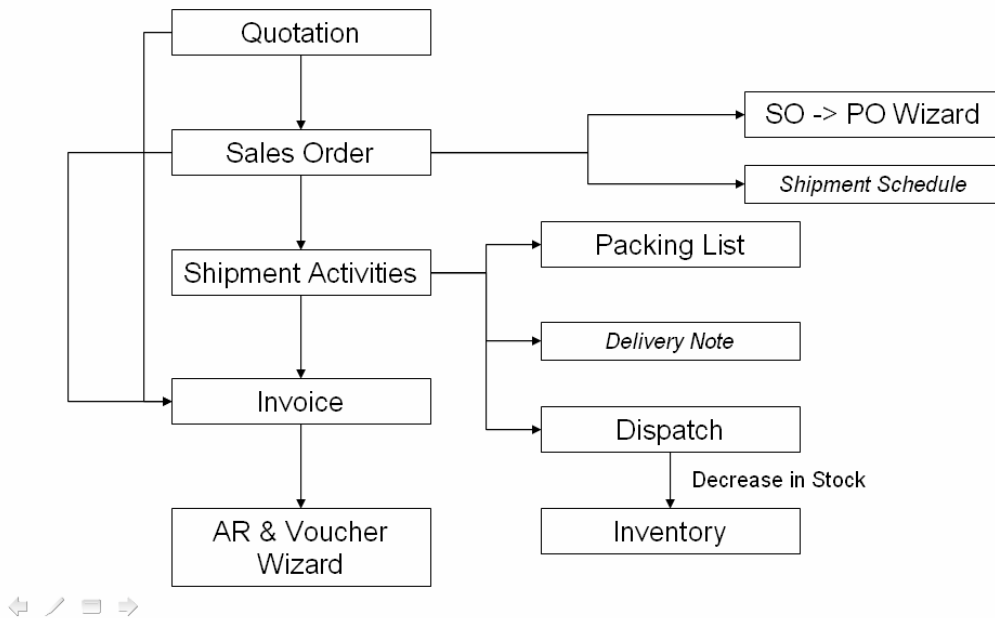 Quotation
SO -> PO Wizard
Sales Order
Shipment Schedule
Packing List
Shipment Activities
Delivery Note
Invoice
Dispatch
Decrease in Stock
AR & Voucher
Wizard
Inventory